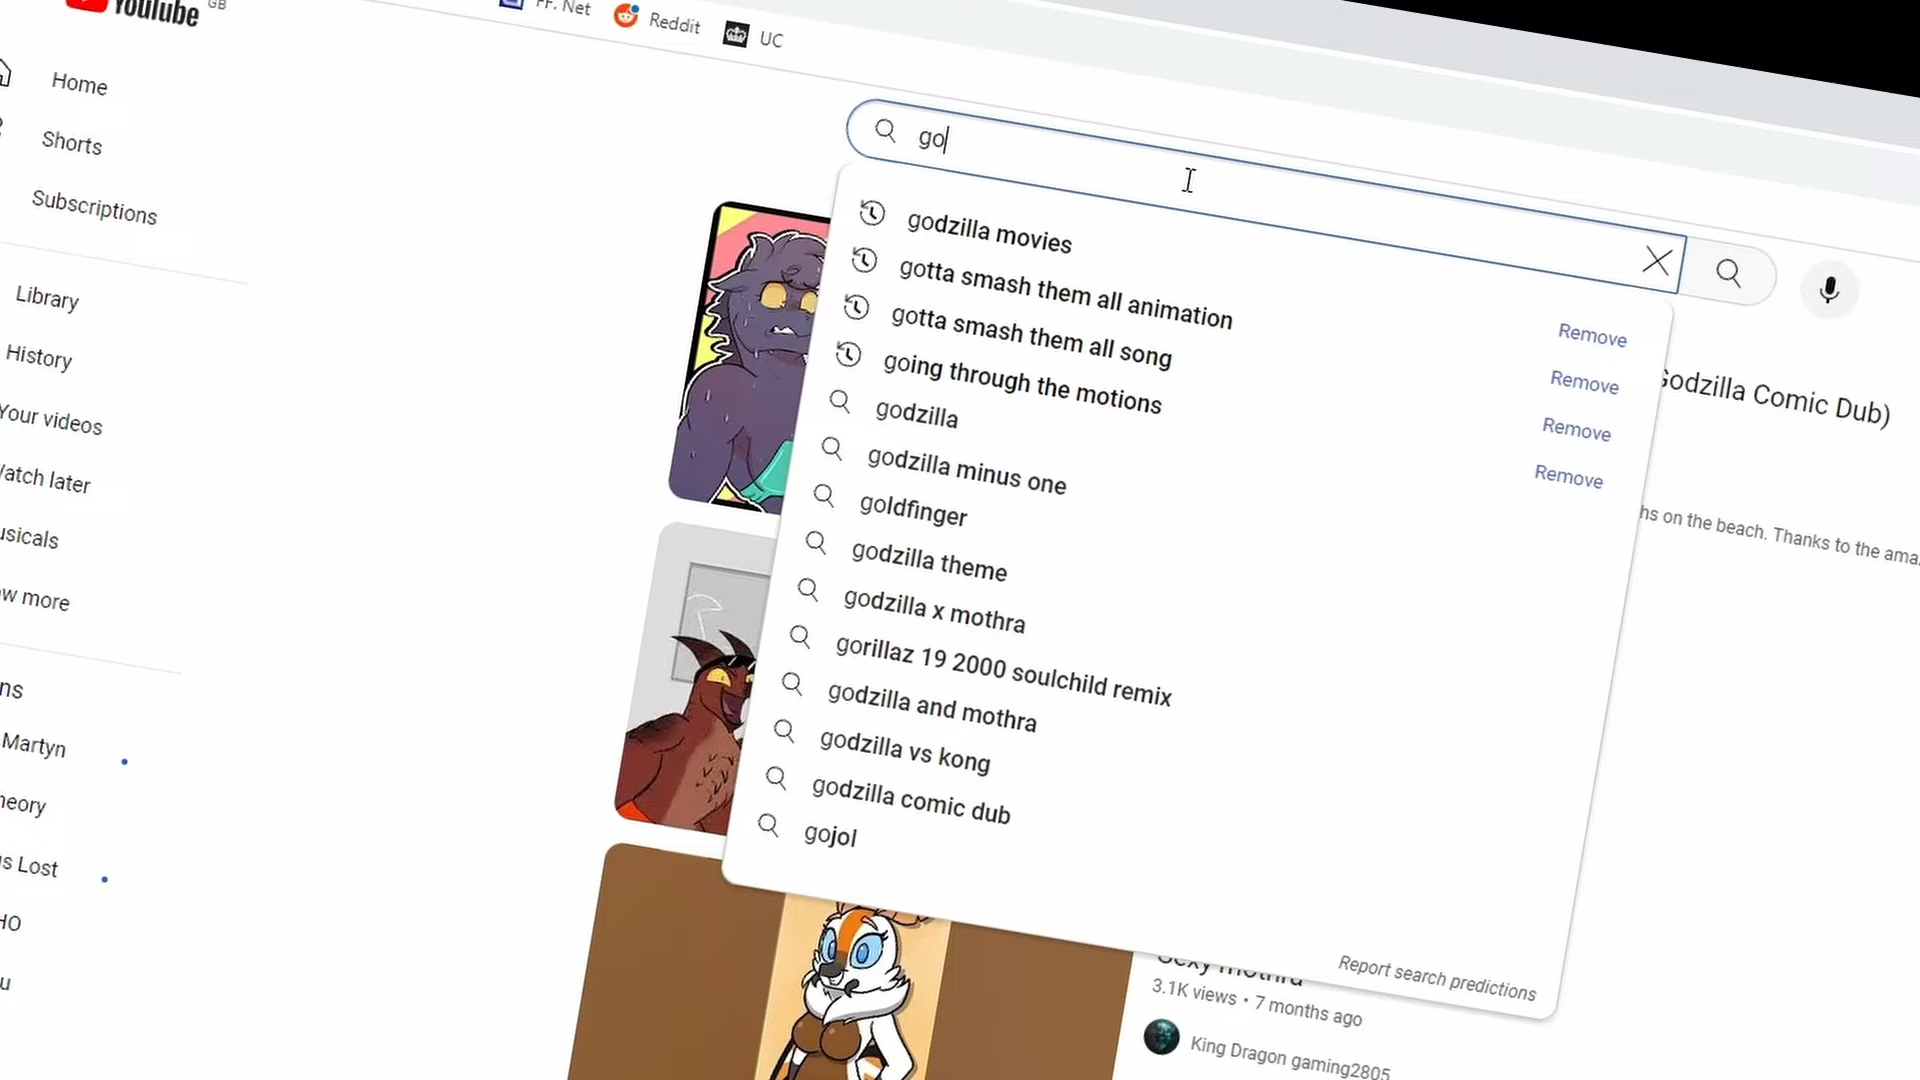 YouTube GB
FF. Net
Reddit
UC
Home
Shorts
Subscriptions
Library
History
Your videos
Watch later
usicals
ow more
ns
Martyn
heory
s Lost
HO
u
go
godzilla movies
gotta smash them all animation
Remove
gotta smash them all song
Remove
going through the motions
Remove
godzilla
Remove
godzilla minus one
goldfinger
godzilla theme
godzilla x mothra
gorillaz 19 2000 soulchild remix
godzilla and mothra
godzilla vs kong
godzilla comic dub
gojol
Report search predictions
Godzilla Comic Dub)
hs on the beach. Thanks to the ama
Sexy mothra
3.1K views • 7 months ago
King Dragon gaming2805